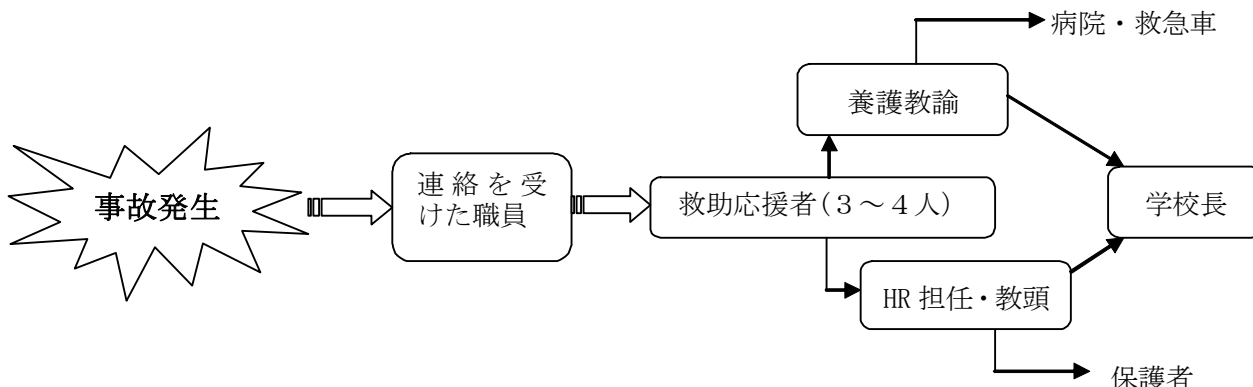 病院・救急車
養護教諭
事故発生
連絡を受
けた職員
救助応援者(3~4人)
学校長
HR担任・教頭
保護者